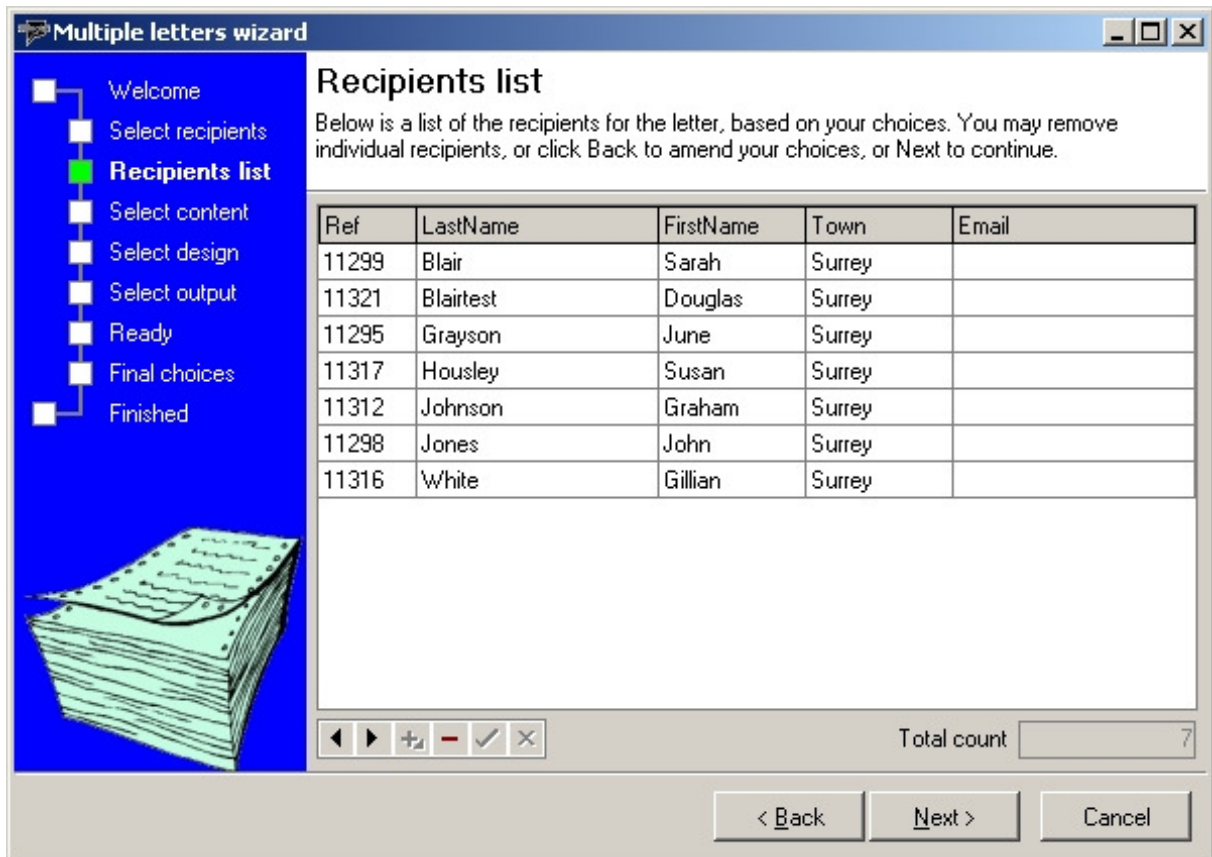 Multiple letters wizard
Welcome
Select recipients
Recipients list
Select content
Select design
Select output
Ready
Final choices
Finished
Recipients list
Below is a list of the recipients for the letter, based on your choices. You may remove
individual recipients, or click Back to amend your choices, or Next to continue.
Ref LastName FirstName Town Email
11299 Blair Sarah Surrey
11321 Blairtest Douglas Surrey
11295 Grayson June Surrey
11317 Housley Susan Surrey
11312 Johnson Graham Surrey
11298 Jones John Surrey
11316 White Gillian Surrey
Total count 7
< Back Next > Cancel